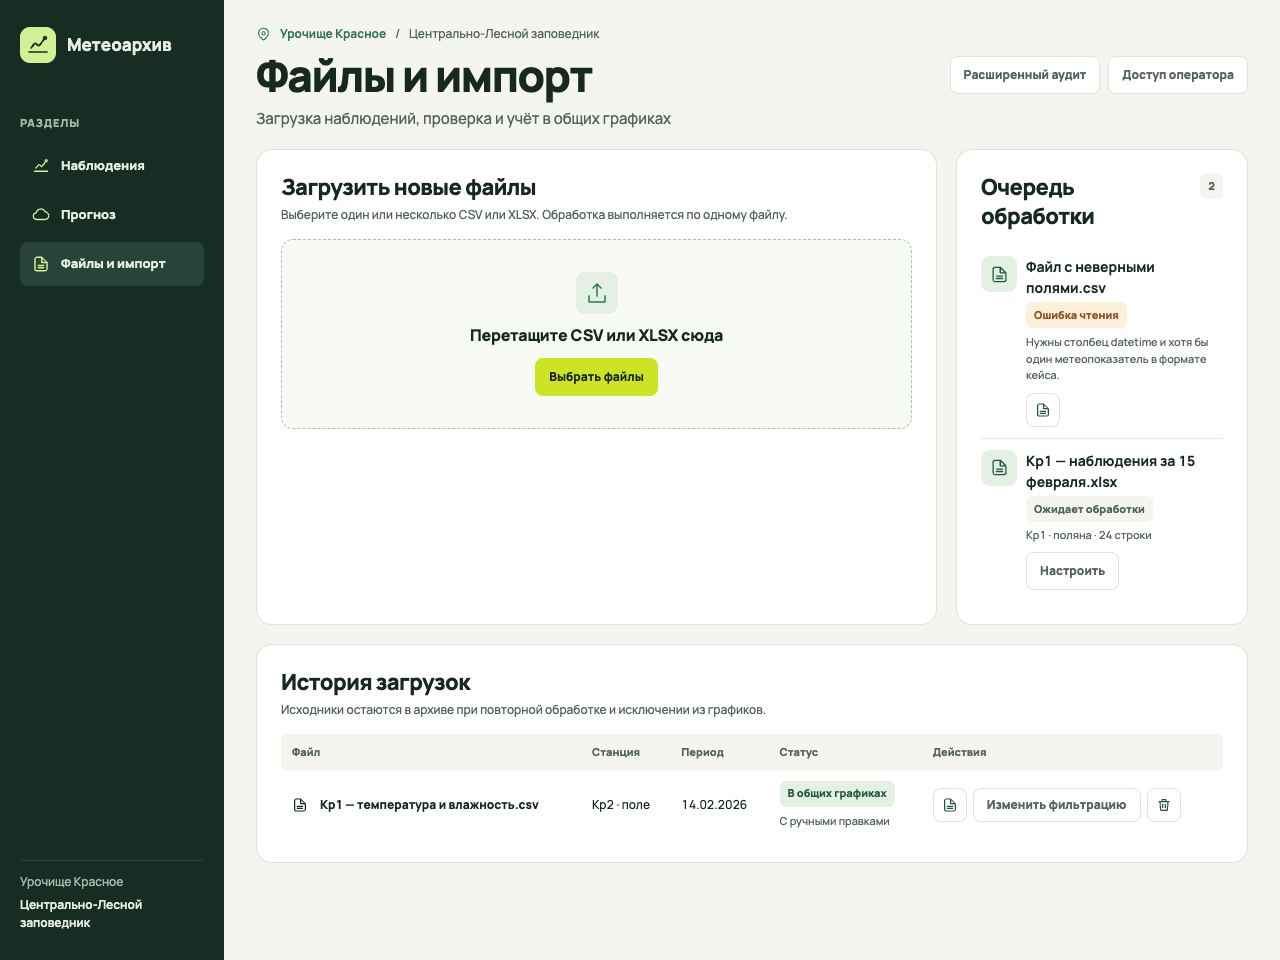 Метеоархив
РАЗДЕЛЫ
Наблюдения
Прогноз
Файлы и импорт
Урочище Красное
Центрально-Лесной
заповедник
Урочище Красное / Центрально-Лесной заповедник
Файлы и импорт
Загрузка наблюдений, проверка и учёт в общих графиках
Расширенный аудит
Доступ оператора
Загрузить новые файлы
Выберите один или несколько CSV или XLSX. Обработка выполняется по одному файлу.
Перетащите CSV или XLSX сюда
Выбрать файлы
Очередь
обработки
2
Файл с неверными
полями.csv
Ошибка чтения
Нужны столбец datetime и хотя бы
один метеопоказатель в формате
кейса.
Кр1 — наблюдения за 15
февраля.xlsx
Ожидает обработки
Кр1 · поляна · 24 строки
Настроить
История загрузок
Исходники остаются в архиве при повторной обработке и исключении из графиков.
Файл Станция Период Статус Действия
Кр1 — температура и влажность.csv Кр2 · поле 14.02.2026 В общих графиках Изменить фильтрацию
С ручными правками